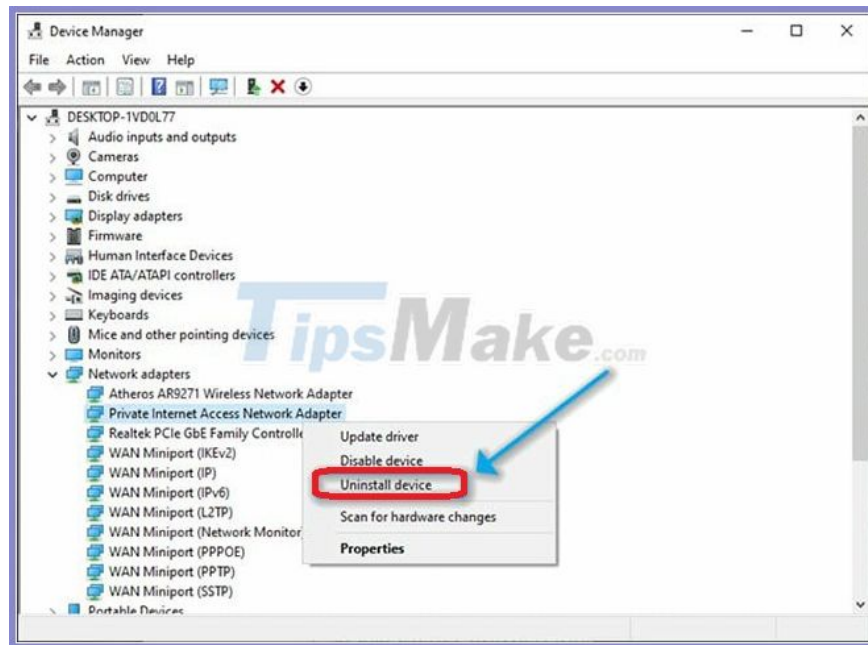 Device Manager
File Action View Help
DESKTOP-1VD0L77
Audio inputs and outputs
Cameras
Computer
Disk drives
Display adapters
Firmware
Human Interface Devices
IDE ATA/ATAPI controllers
Imaging devices
Keyboards
Mice and other pointing devices
Monitors
Network adapters
Atheros AR9271 Wireless Network Adapter
Private Internet Access Network Adapter
Realtek PCIe GbE Family Controlle
WAN Miniport (IKEv2)
WAN Miniport (IP)
WAN Miniport (IPv6)
WAN Miniport (L2TP)
WAN Miniport (Network Monitor
WAN Miniport (PPPOE)
WAN Miniport (PPTP)
WAN Miniport (SSTP)
Portable Devices
Update driver
Disable device
Uninstall device
Scan for hardware changes
Properties
TipsMake.com